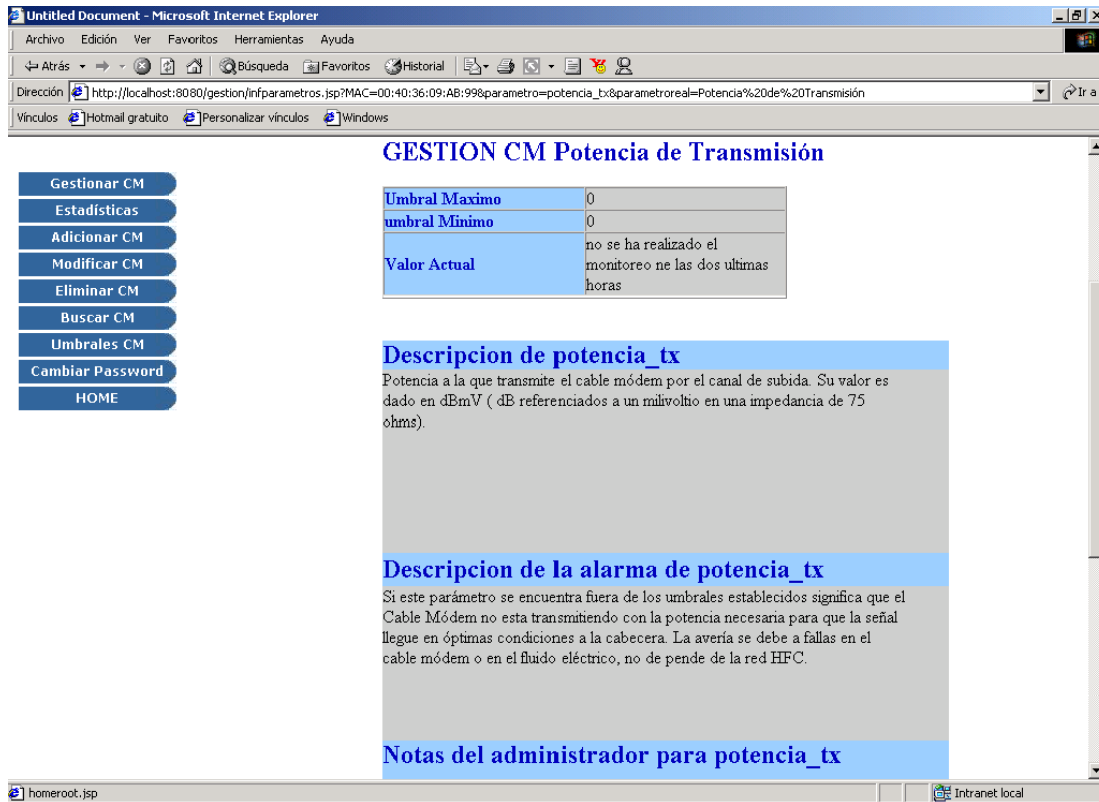 Untitled Document - Microsoft Internet Explorer
Archivo Edición Ver Favoritos Herramientas Ayuda
Atrás Búsqueda Favoritos Historial
Dirección http://localhost:8080/gestion/infparametros.jsp?MAC=00:40:36:09:AB:99&parametro=potencia_tx&parametroreal=Potencia%20de%20Transmisión Ir a
Vínculos Hotmail gratuito Personalizar vínculos Windows
GESTION CM Potencia de Transmisión
Gestionar CM
Estadísticas
Adicionar CM
Modificar CM
Eliminar CM
Buscar CM
Umbrales CM
Cambiar Password
HOME
Umbral Maximo 0
umbral Minimo 0
Valor Actual no se ha realizado el
monitoreo ne las dos ultimas
horas
Descripcion de potencia_tx
Potencia a la que transmite el cable módem por el canal de subida. Su valor es
dado en dBmV ( dB referenciados a un milivoltio en una impedancia de 75
ohms).
Descripcion de la alarma de potencia_tx
Si este parámetro se encuentra fuera de los umbrales establecidos significa que el
Cable Módem no esta transmitiendo con la potencia necesaria para que la señal
llegue en óptimas condiciones a la cabecera. La avería se debe a fallas en el
cable módem o en el fluido eléctrico, no de pende de la red HFC.
Notas del administrador para potencia_tx
homeroot.jsp Intranet local